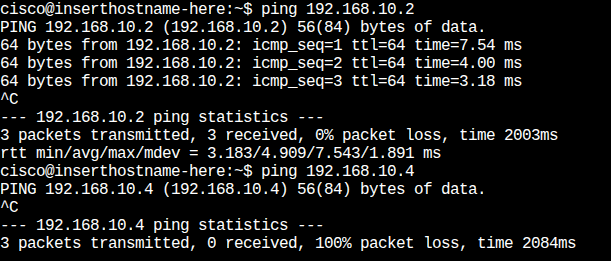 cisco@inserthostname-here:~$ ping 192.168.10.2
PING 192.168.10.2 (192.168.10.2) 56(84) bytes of data.
64 bytes from 192.168.10.2: icmp_seq=1 ttl=64 time=7.54 ms
64 bytes from 192.168.10.2: icmp_seq=2 ttl=64 time=4.00 ms
64 bytes from 192.168.10.2: icmp_seq=3 ttl=64 time=3.18 ms
^C
--- 192.168.10.2 ping statistics ---
3 packets transmitted, 3 received, 0% packet loss, time 2003ms
rtt min/avg/max/mdev = 3.183/4.909/7.543/1.891 ms
cisco@inserthostname-here:~$ ping 192.168.10.4
PING 192.168.10.4 (192.168.10.4) 56(84) bytes of data.
^C
--- 192.168.10.4 ping statistics ---
3 packets transmitted, 0 received, 100% packet loss, time 2084ms